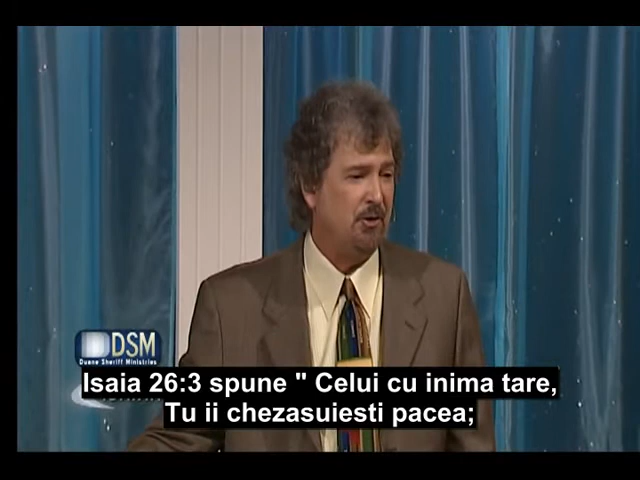 DSM
Duane Sheriff Ministries
Isaia 26:3 spune " Celui cu inima tare,
Tu ii chezasuiesti pacea;